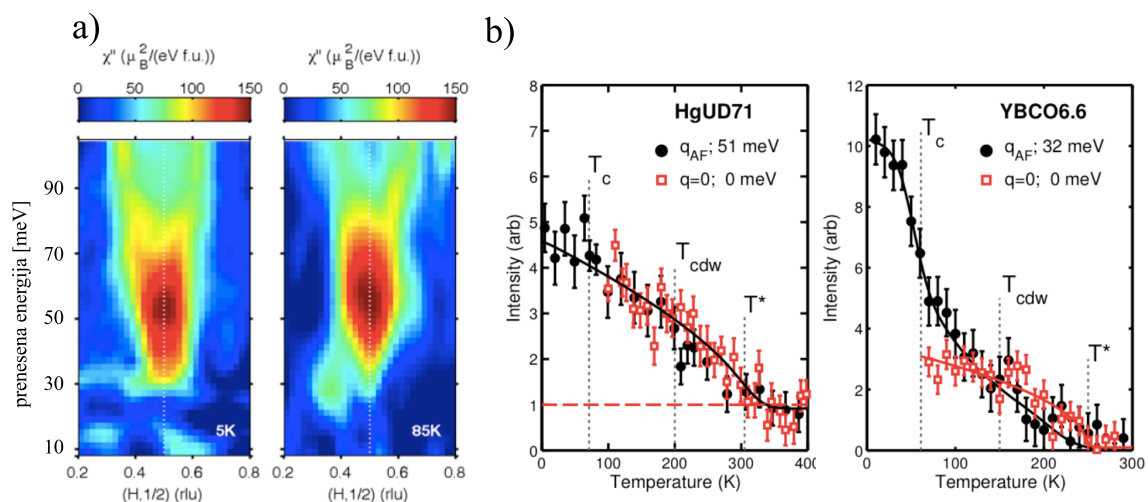 a)
χ'' (μ_B^2/(eV f.u.))
0 50 100 150
χ'' (μ_B^2/(eV f.u.))
0 50 100 150
prenesena energija [meV]
90
70
50
30
10
5K
0.2 0.4 0.6 0.8
(H,1/2) (rlu)
85K
0.2 0.4 0.6 0.8
(H,1/2) (rlu)
b)
HgUD71
q_AF; 51 meV
q=0; 0 meV
T_c
T_cdw
T*
Intensity (arb)
8
7
6
5
4
3
2
1
0
0 100 200 300 400
Temperature (K)
YBCO6.6
q_AF; 32 meV
q=0; 0 meV
T_c
T_cdw
T*
Intensity (arb)
12
10
8
6
4
2
0
0 100 200 300
Temperature (K)